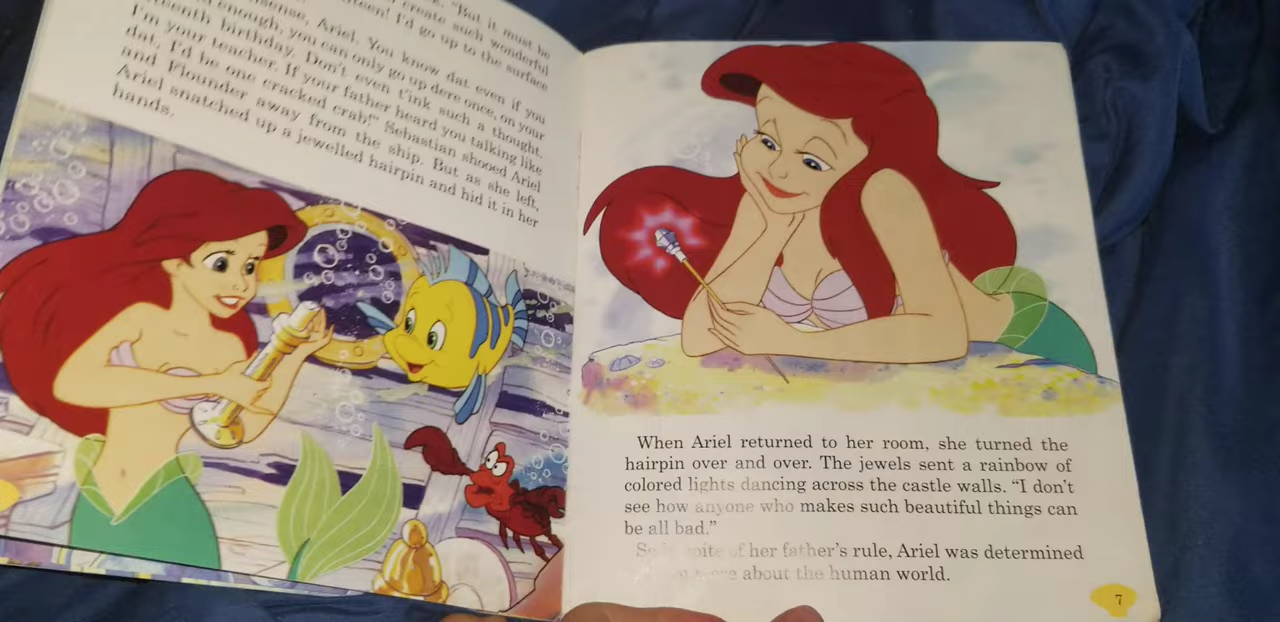 "But it must be
create such wonderful
I'd go up to the surface
Ariel. You know dat even if you
enough, you can only go up dere once, on your
birthday. Don't even t'ink such a thought.
I'm your teacher. If your father heard you talking like
dat, I'd be one cracked crab!" Sebastian shooed Ariel
and Flounder away from the ship. But as she left,
Ariel snatched up a jewelled hairpin and hid it in her
hands.
When Ariel returned to her room, she turned the
hairpin over and over. The jewels sent a rainbow of
colored lights dancing across the castle walls. "I don't
see how anyone who makes such beautiful things can
be all bad."
of her father's rule, Ariel was determined
about the human world.
7